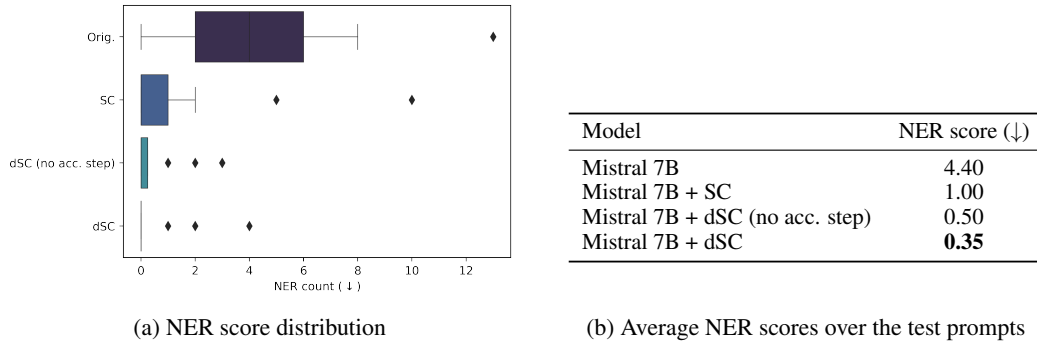 Orig.
SC
dSC (no acc. step)
dSC
0 2 4 6 8 10 12
NER count (↓)
(a) NER score distribution
Model NER score (↓)
Mistral 7B 4.40
Mistral 7B + SC 1.00
Mistral 7B + dSC (no acc. step) 0.50
Mistral 7B + dSC 0.35
(b) Average NER scores over the test prompts